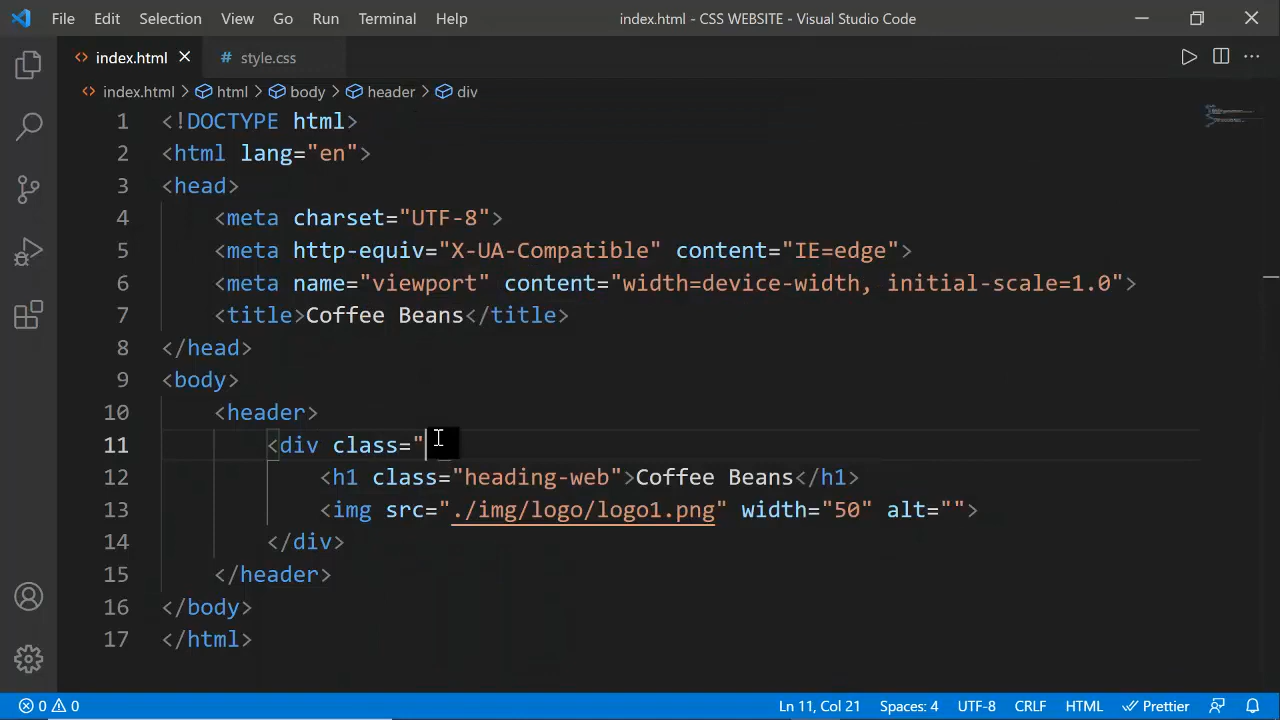 File Edit Selection View Go Run Terminal Help index.html - CSS WEBSITE - Visual Studio Code
index.html style.css
index.html > html > body > header > div
1 <!DOCTYPE html>
2 <html lang="en">
3 <head>
4 <meta charset="UTF-8">
5 <meta http-equiv="X-UA-Compatible" content="IE=edge">
6 <meta name="viewport" content="width=device-width, initial-scale=1.0">
7 <title>Coffee Beans</title>
8 </head>
9 <body>
10 <header>
11 <div class="
12 <h1 class="heading-web">Coffee Beans</h1>
13 <img src="./img/logo/logo1.png" width="50" alt="">
14 </div>
15 </header>
16 </body>
17 </html>
0 0 Ln 11, Col 21 Spaces: 4 UTF-8 CRLF HTML Prettier